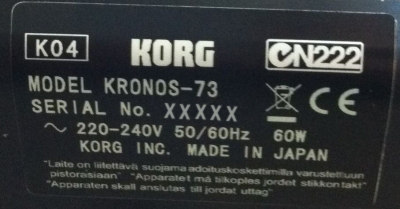 K04 KORG CN222
MODEL KRONOS-73
SERIAL No. XXXXX
~ 220-240V 50/60Hz 60W
KORG INC. MADE IN JAPAN
"Laite on liitettävä suojamaadoituskoskettimilla varustettuun
pistorasiaan" "Apparatet må tilkoples jordet stikkontakt"
"Apparaten skall anslutas till jordat uttag"